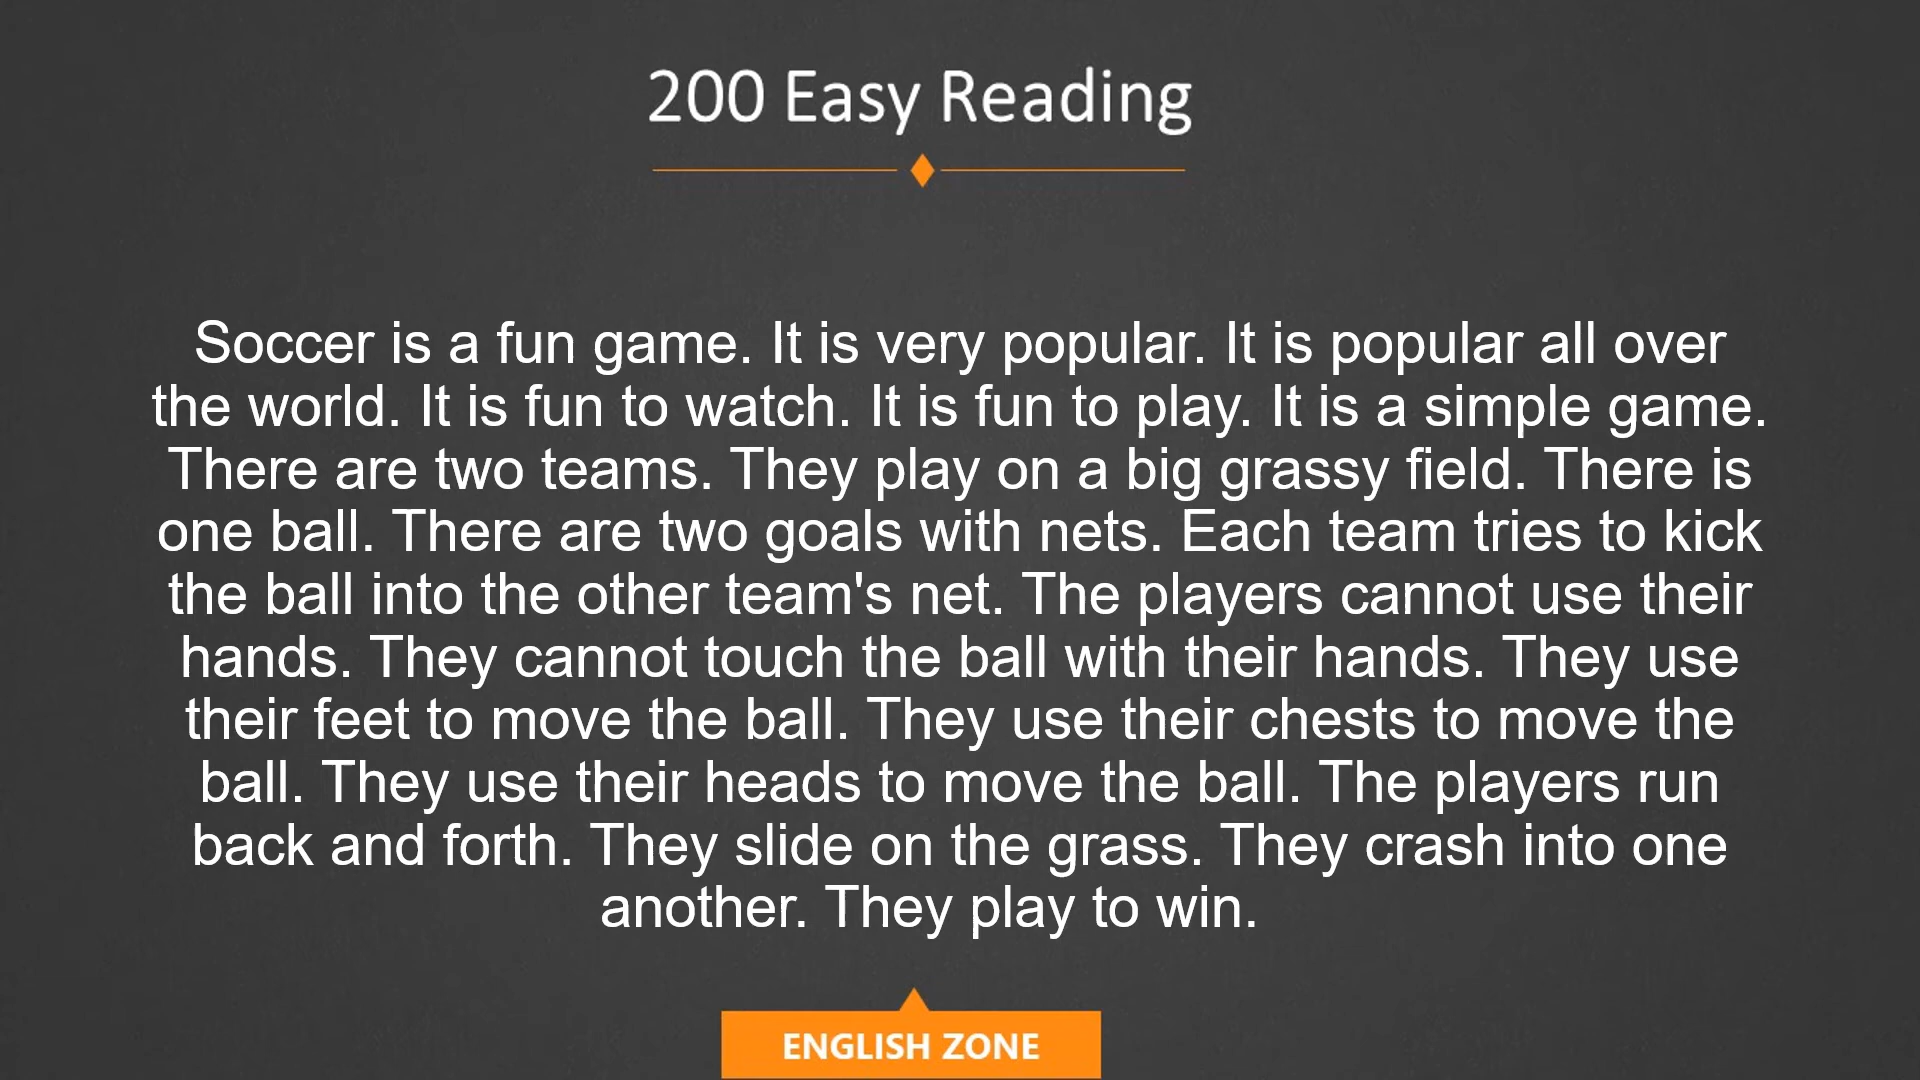 200 Easy Reading
Soccer is a fun game. It is very popular. It is popular all over
the world. It is fun to watch. It is fun to play. It is a simple game.
There are two teams. They play on a big grassy field. There is
one ball. There are two goals with nets. Each team tries to kick
the ball into the other team's net. The players cannot use their
hands. They cannot touch the ball with their hands. They use
their feet to move the ball. They use their chests to move the
ball. They use their heads to move the ball. The players run
back and forth. They slide on the grass. They crash into one
another. They play to win.
ENGLISH ZONE